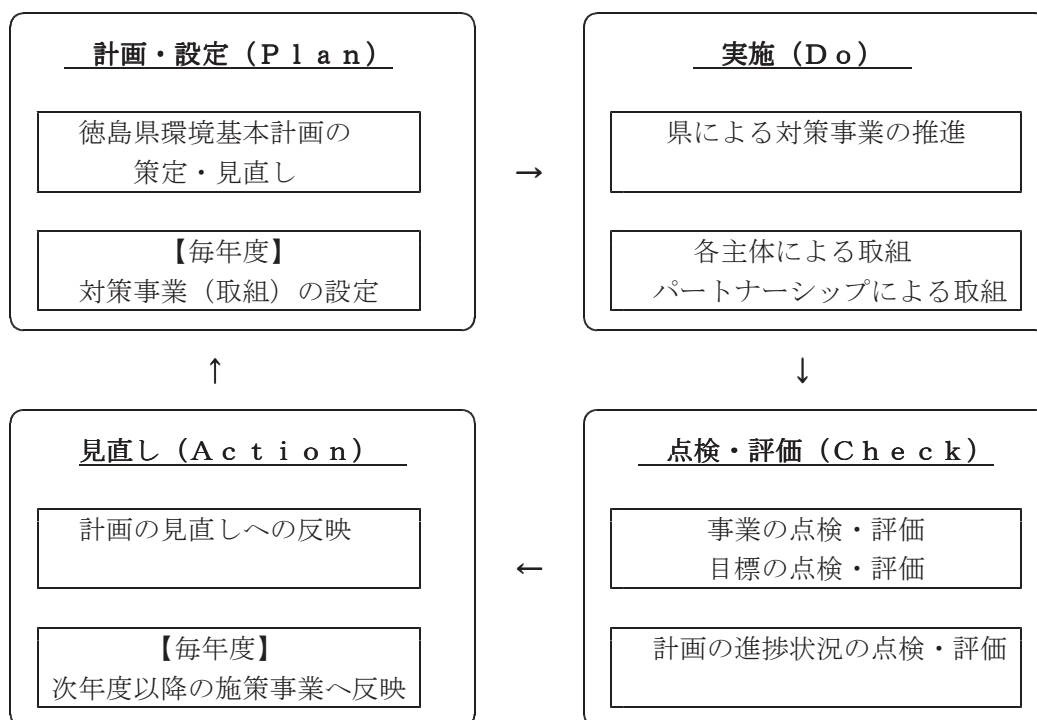 計画・設定（Ｐｌａｎ）
徳島県環境基本計画の
策定・見直し
【毎年度】
対策事業（取組）の設定
→
実施（Ｄｏ）
県による対策事業の推進
各主体による取組
パートナーシップによる取組
↑
↓
見直し（Ａｃｔｉｏｎ）
計画の見直しへの反映
【毎年度】
次年度以降の施策事業へ反映
←
点検・評価（Ｃｈｅｃｋ）
事業の点検・評価
目標の点検・評価
計画の進捗状況の点検・評価